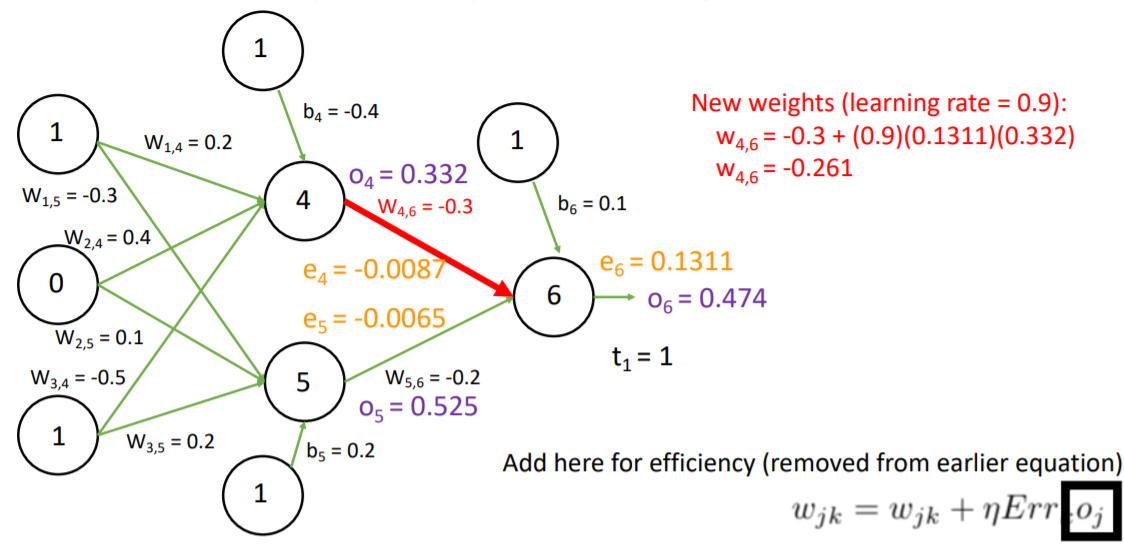 1
b₄ = -0.4
New weights (learning rate = 0.9):
w₄,₆ = -0.3 + (0.9)(0.1311)(0.332)
w₄,₆ = -0.261
1
W₁,₄ = 0.2
1
o₄ = 0.332
4
W₄,₆ = -0.3
W₁,₅ = -0.3
b₆ = 0.1
W₂,₄ = 0.4
0
e₄ = -0.0087
e₆ = 0.1311
6
o₆ = 0.474
e₅ = -0.0065
W₂,₅ = 0.1
t₁ = 1
W₃,₄ = -0.5
5
W₅,₆ = -0.2
o₅ = 0.525
1
W₃,₅ = 0.2
b₅ = 0.2
1
Add here for efficiency (removed from earlier equation)
wⱼₖ = wⱼₖ + ηErr oⱼ